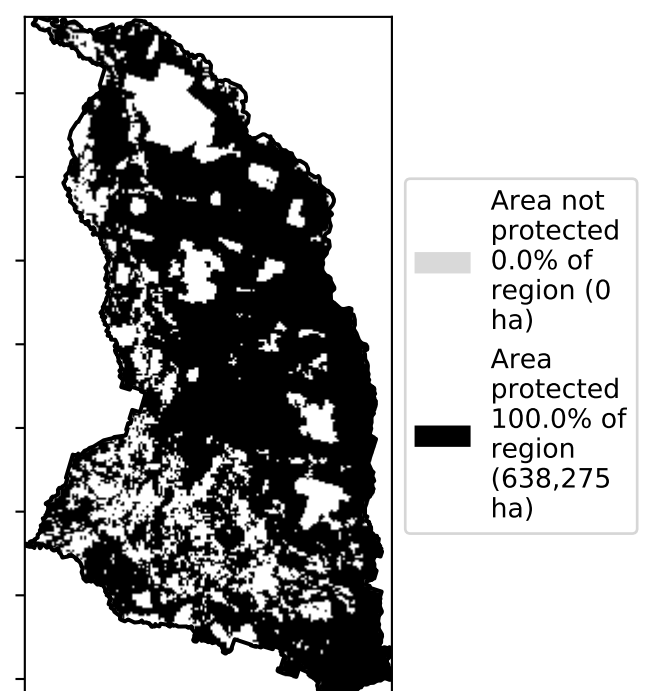 Area not
protected
0.0% of
region (0
ha)
Area
protected
100.0% of
region
(638,275
ha)